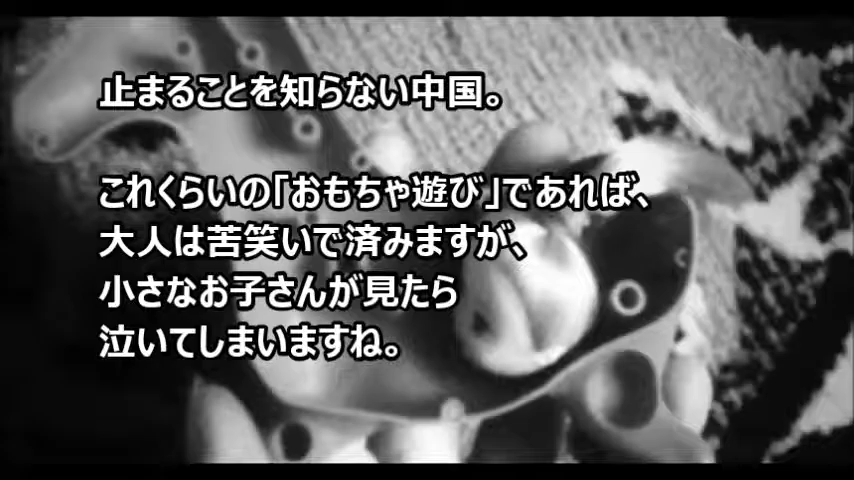 止まることを知らない中国。
これくらいの「おもちゃ遊び」であれば、
大人は苦笑いで済みますが、
小さなお子さんが見たら
泣いてしまいますね。